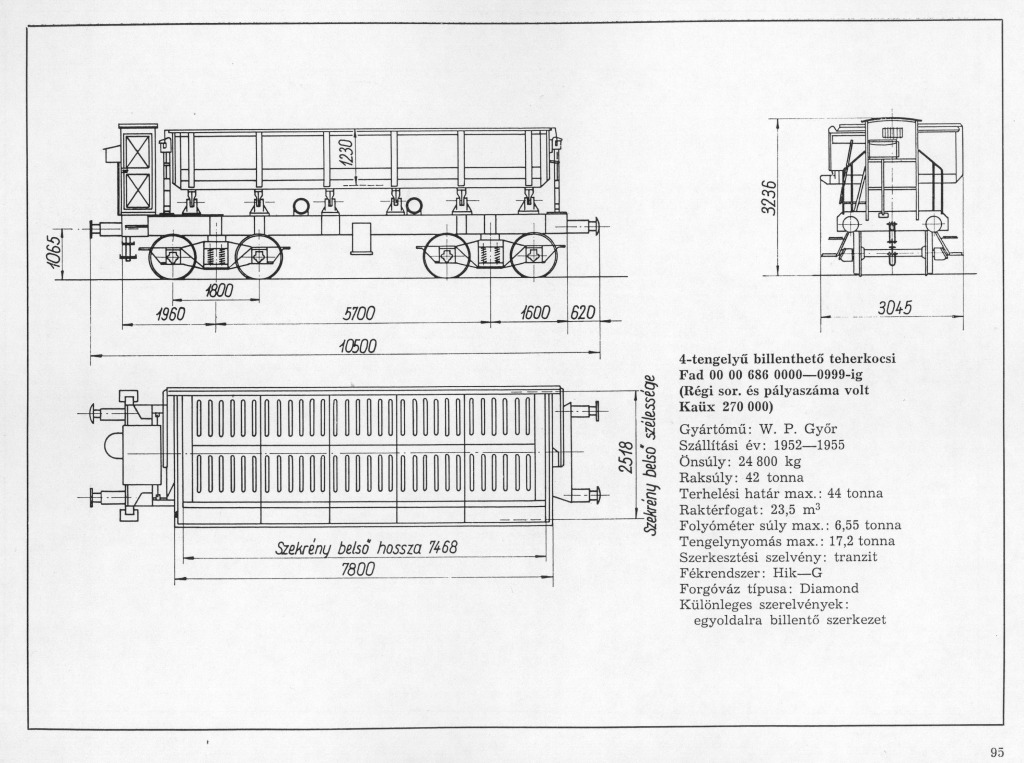 1230
1065
1800
1960
5700
1600
620
10500
3236
3045
2518
Szekrény belső szélessége
Szekrény belső hossza 7468
7800
4-tengelyű billenthető teherkocsi
Fad 00 00 686 0000—0999-ig
(Régi sor. és pályaszáma volt
Kaüx 270 000)
Gyártómű: W. P. Győr
Szállítási év: 1952—1955
Önsúly: 24 800 kg
Raksúly: 42 tonna
Terhelési határ max.: 44 tonna
Raktérfogat: 23,5 m³
Folyóméter súly max.: 6,55 tonna
Tengelynyomás max.: 17,2 tonna
Szerkesztési szelvény: tranzit
Fékrendszer: Hik—G
Forgóváz típusa: Diamond
Különleges szerelvények:
egyoldalra billentő szerkezet
95